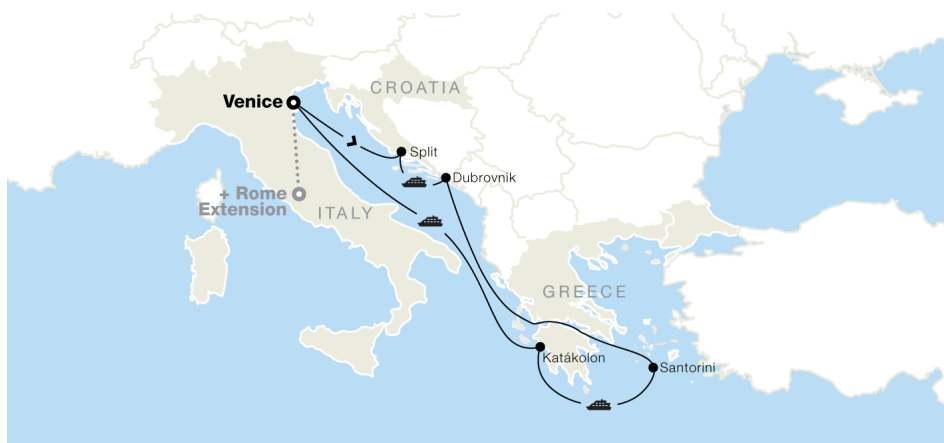 CROATIA
Venice
Split
Dubrovnik
+ Rome
Extension
ITALY
GREECE
Katákolon
Santorini